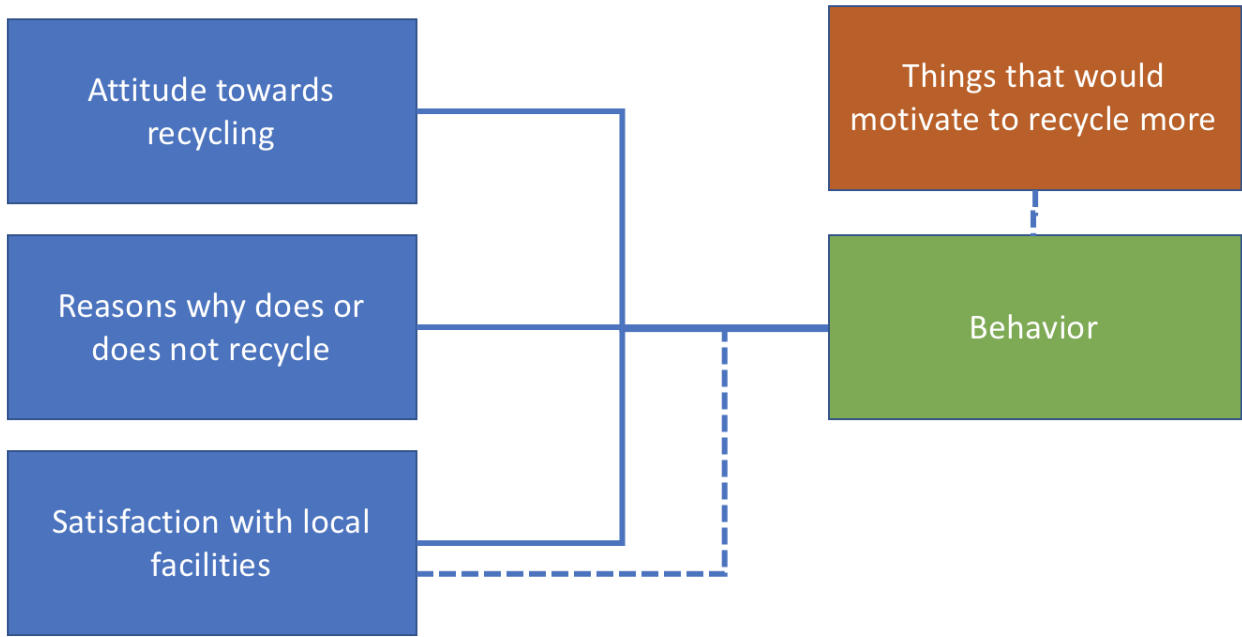 Attitude towards
recycling
Things that would
motivate to recycle more
Reasons why does or
does not recycle
Behavior
Satisfaction with local
facilities